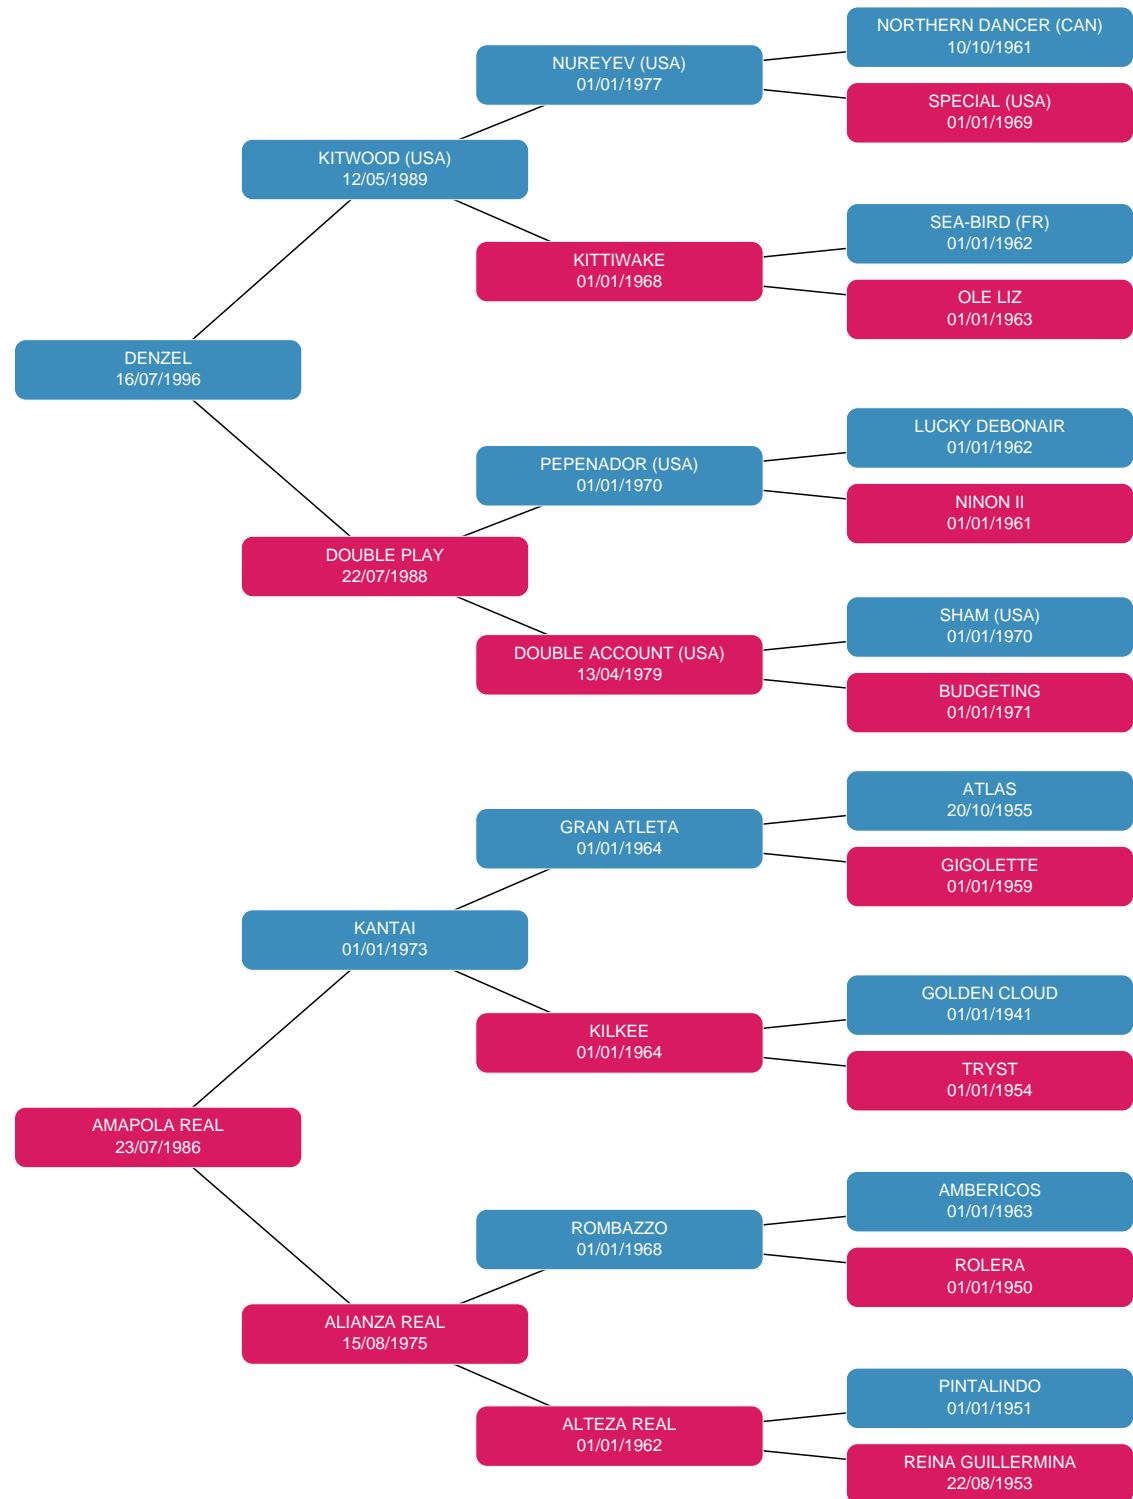 NORTHERN DANCER (CAN)
10/10/1961
NUREYEV (USA)
01/01/1977
SPECIAL (USA)
01/01/1969
KITWOOD (USA)
12/05/1989
SEA-BIRD (FR)
01/01/1962
KITTIWAKE
01/01/1968
OLE LIZ
01/01/1963
DENZEL
16/07/1996
LUCKY DEBONAIR
01/01/1962
PEPENADOR (USA)
01/01/1970
NINON II
01/01/1961
DOUBLE PLAY
22/07/1988
SHAM (USA)
01/01/1970
DOUBLE ACCOUNT (USA)
13/04/1979
BUDGETING
01/01/1971
ATLAS
20/10/1955
GRAN ATLETA
01/01/1964
GIGOLETTE
01/01/1959
KANTAI
01/01/1973
GOLDEN CLOUD
01/01/1941
KILKEE
01/01/1964
TRYST
01/01/1954
AMAPOLA REAL
23/07/1986
AMBERICOS
01/01/1963
ROMBAZZO
01/01/1968
ROLERA
01/01/1950
ALIANZA REAL
15/08/1975
PINTALINDO
01/01/1951
ALTEZA REAL
01/01/1962
REINA GUILLERMINA
22/08/1953